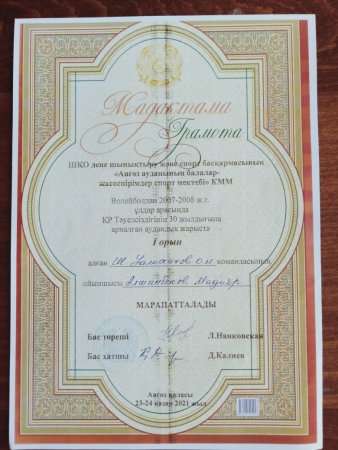 Мадақтама
Грамота
ШҚО дене шынықтыру және спорт басқармасының
«Аягөз ауданының балалар-
жасөспірімдер спорт мектебі» КММ
Волейболдан 2007-2008 ж.т.
ұлдар арасында
ҚР Тәуелсіздігінің 30 жылдығына
арналған аудандық жарыста
І орын
алған командасының
ойыншысы Мадияр
МАРАПАТТАЛАДЫ
Бас төреші Л.Нанковская
Бас хатшы Д.Калиев
Аягөз қаласы
23-24 қазан 2021 жыл